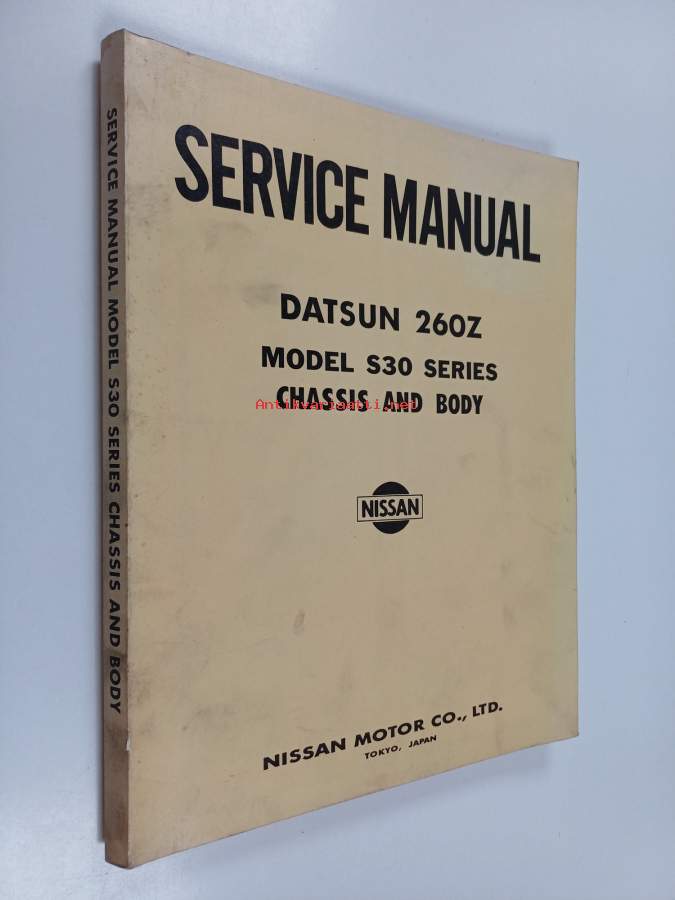 SERVICE MANUAL MODEL S30 SERIES CHASSIS AND BODY
SERVICE MANUAL
DATSUN 260Z
MODEL S30 SERIES
CHASSIS AND BODY
Antikvariaatti.net
NISSAN
NISSAN MOTOR CO., LTD.
TOKYO, JAPAN